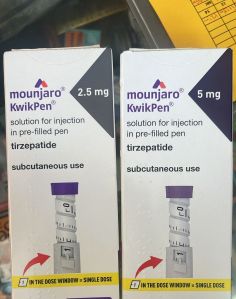 mounjaro®
KwikPen®
2.5 mg
solution for injection
in pre-filled pen
tirzepatide
subcutaneous use
IN THE DOSE WINDOW = SINGLE DOSE
mounjaro®
KwikPen®
5 mg
solution for injection
in pre-filled pen
tirzepatide
subcutaneous use
IN THE DOSE WINDOW = SINGLE DOSE